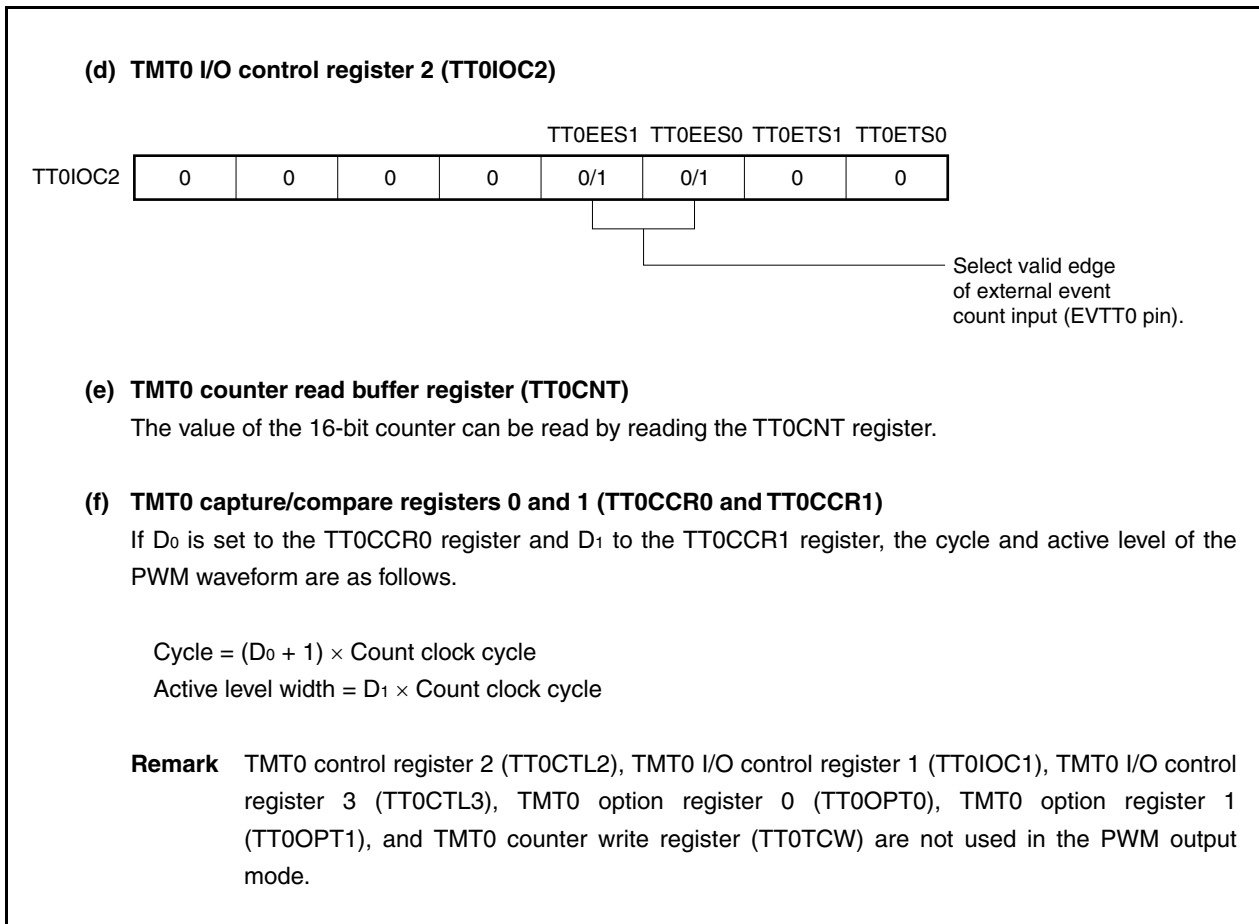 (d) TMT0 I/O control register 2 (TT0IOC2)
TT0EES1 TT0EES0 TT0ETS1 TT0ETS0
TT0IOC2 0 0 0 0 0/1 0/1 0 0
Select valid edge
of external event
count input (EVTT0 pin).
(e) TMT0 counter read buffer register (TT0CNT)
The value of the 16-bit counter can be read by reading the TT0CNT register.
(f) TMT0 capture/compare registers 0 and 1 (TT0CCR0 and TT0CCR1)
If D0 is set to the TT0CCR0 register and D1 to the TT0CCR1 register, the cycle and active level of the
PWM waveform are as follows.
Cycle = (D0 + 1) × Count clock cycle
Active level width = D1 × Count clock cycle
Remark TMT0 control register 2 (TT0CTL2), TMT0 I/O control register 1 (TT0IOC1), TMT0 I/O control
register 3 (TT0CTL3), TMT0 option register 0 (TT0OPT0), TMT0 option register 1
(TT0OPT1), and TMT0 counter write register (TT0TCW) are not used in the PWM output
mode.